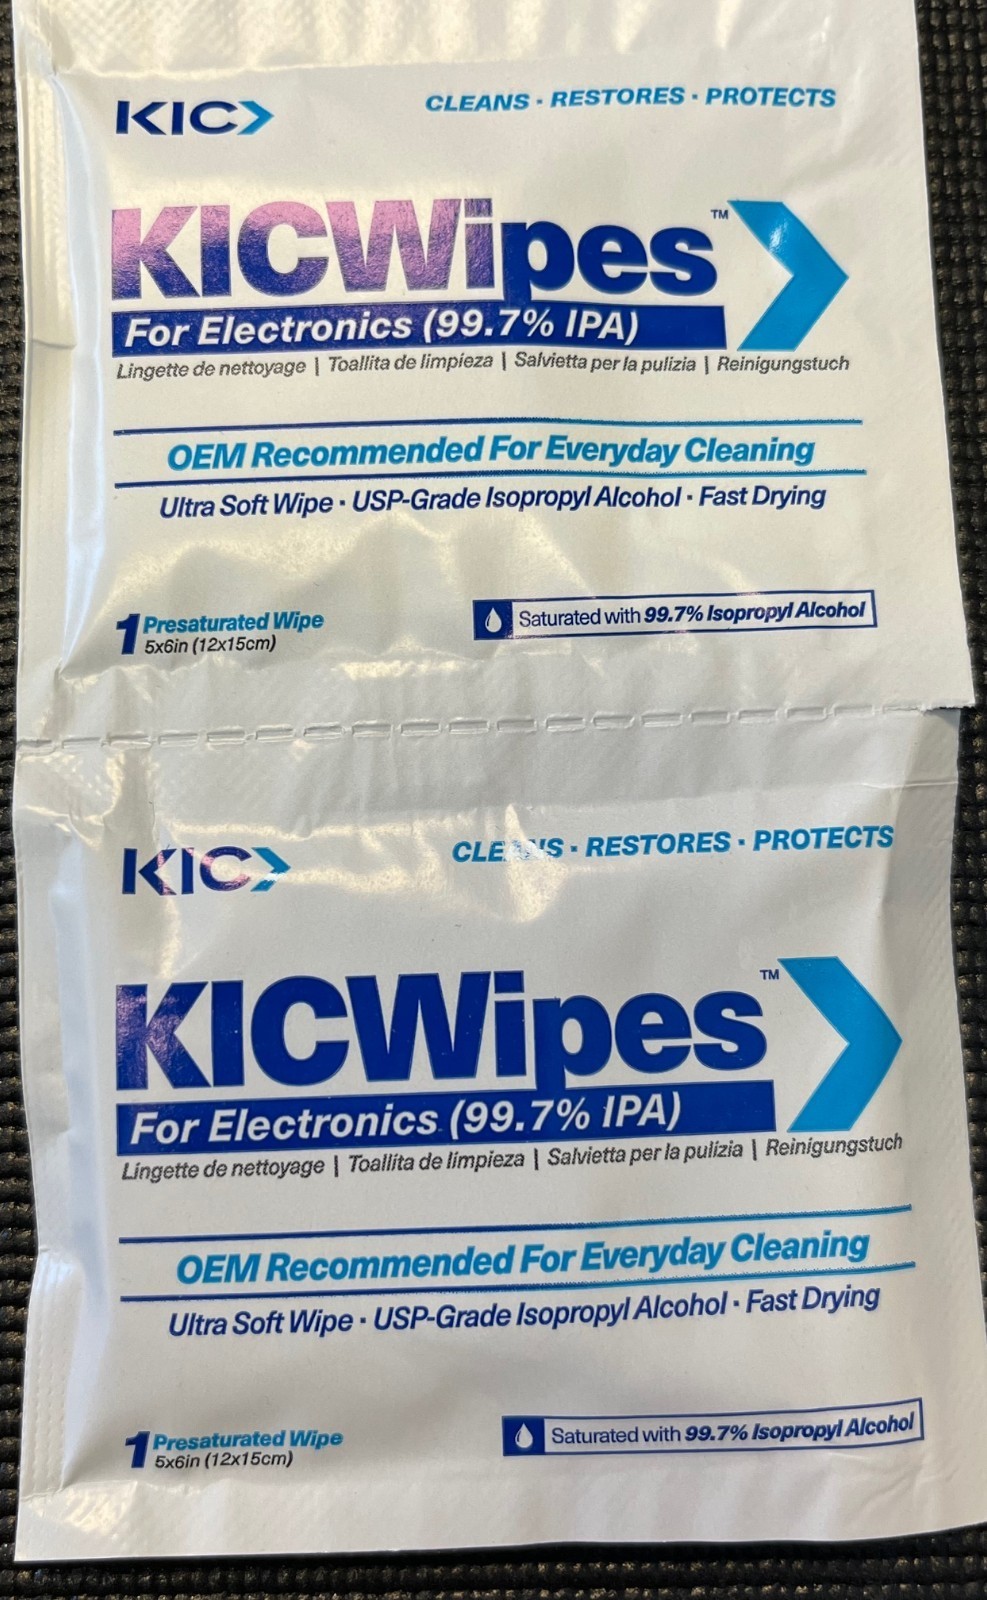 KIC
CLEANS · RESTORES · PROTECTS
KICWipes™
For Electronics (99.7% IPA)
Lingette de nettoyage | Toallita de limpieza | Salvietta per la pulizia | Reinigungstuch
OEM Recommended For Everyday Cleaning
Ultra Soft Wipe · USP-Grade Isopropyl Alcohol · Fast Drying
1 Presaturated Wipe
5x6in (12x15cm)
Saturated with 99.7% Isopropyl Alcohol
KIC
CLEANS · RESTORES · PROTECTS
KICWipes™
For Electronics (99.7% IPA)
Lingette de nettoyage | Toallita de limpieza | Salvietta per la pulizia | Reinigungstuch
OEM Recommended For Everyday Cleaning
Ultra Soft Wipe · USP-Grade Isopropyl Alcohol · Fast Drying
1 Presaturated Wipe
5x6in (12x15cm)
Saturated with 99.7% Isopropyl Alcohol